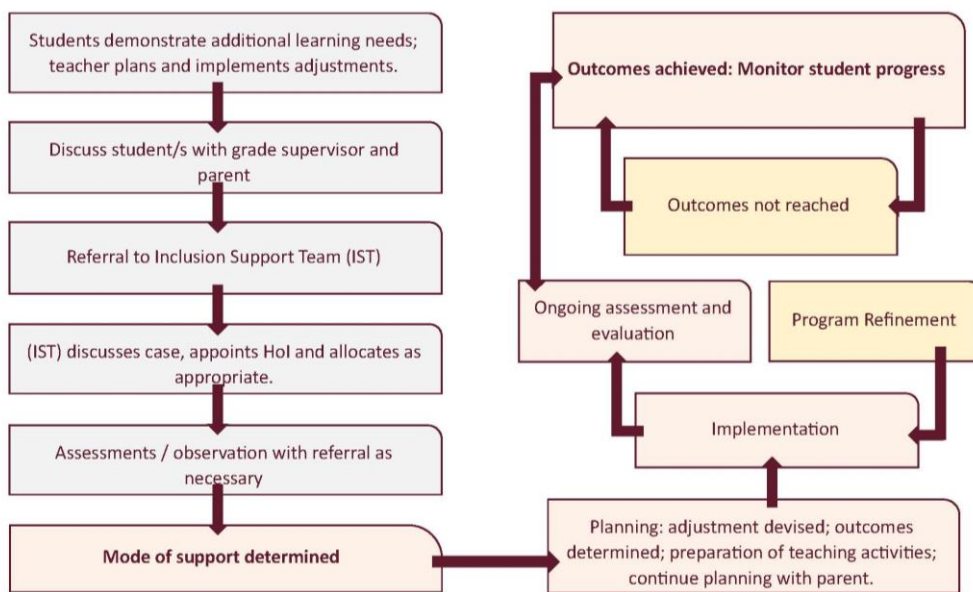 Students demonstrate additional learning needs;
teacher plans and implements adjustments.
Discuss student/s with grade supervisor and
parent
Referral to Inclusion Support Team (IST)
(IST) discusses case, appoints HoI and allocates as
appropriate.
Assessments / observation with referral as
necessary
Mode of support determined
Outcomes achieved: Monitor student progress
Outcomes not reached
Ongoing assessment and
evaluation
Program Refinement
Implementation
Planning: adjustment devised; outcomes
determined; preparation of teaching activities;
continue planning with parent.